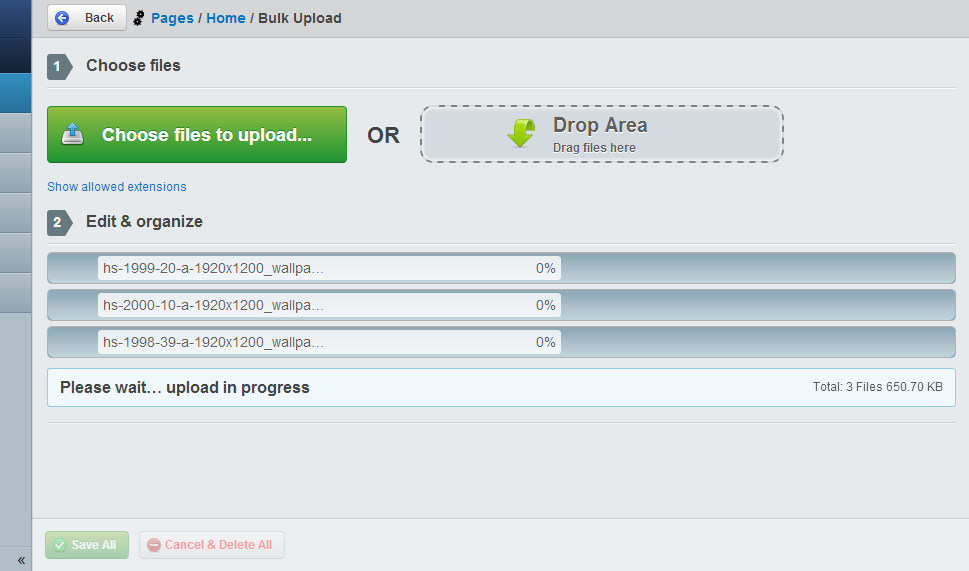 Back Pages / Home / Bulk Upload
1 Choose files
Choose files to upload... OR Drop Area
Drag files here
Show allowed extensions
2 Edit & organize
hs-1999-20-a-1920x1200_wallpa... 0%
hs-2000-10-a-1920x1200_wallpa... 0%
hs-1998-39-a-1920x1200_wallpa... 0%
Please wait... upload in progress Total: 3 Files 650.70 KB
Save All Cancel & Delete All
«